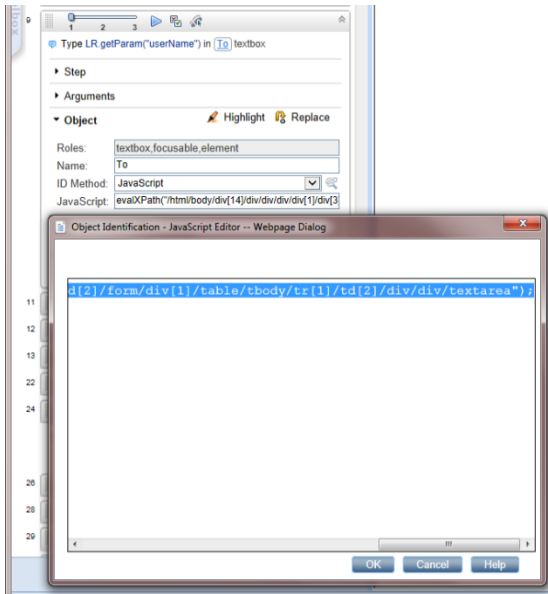 9
1 2 3
Type LR.getParam("userName") in To textbox
Step
Arguments
Object
Highlight
Replace
Roles: textbox,focusable,element
Name: To
ID Method: JavaScript
JavaScript: evalXPath("/html/body/div[14]/div/div/div/div[1]/div[3
Object Identification - JavaScript Editor -- Webpage Dialog
d[2]/form/div[1]/table/tbody/tr[1]/td[2]/div/div/textarea");
11
12
13
22
24
26
28
29
OK Cancel Help